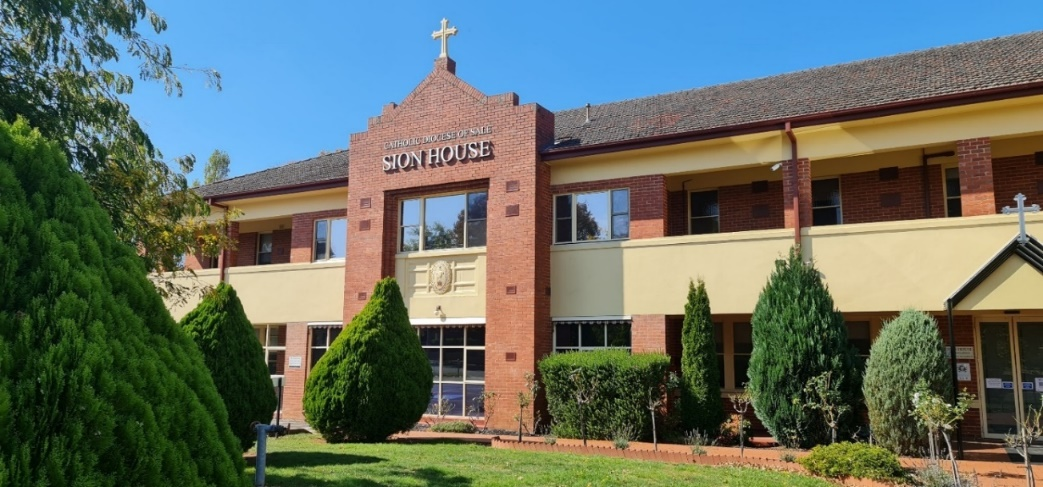 CATHOLIC DIOCESE OF SALE
SION HOUSE